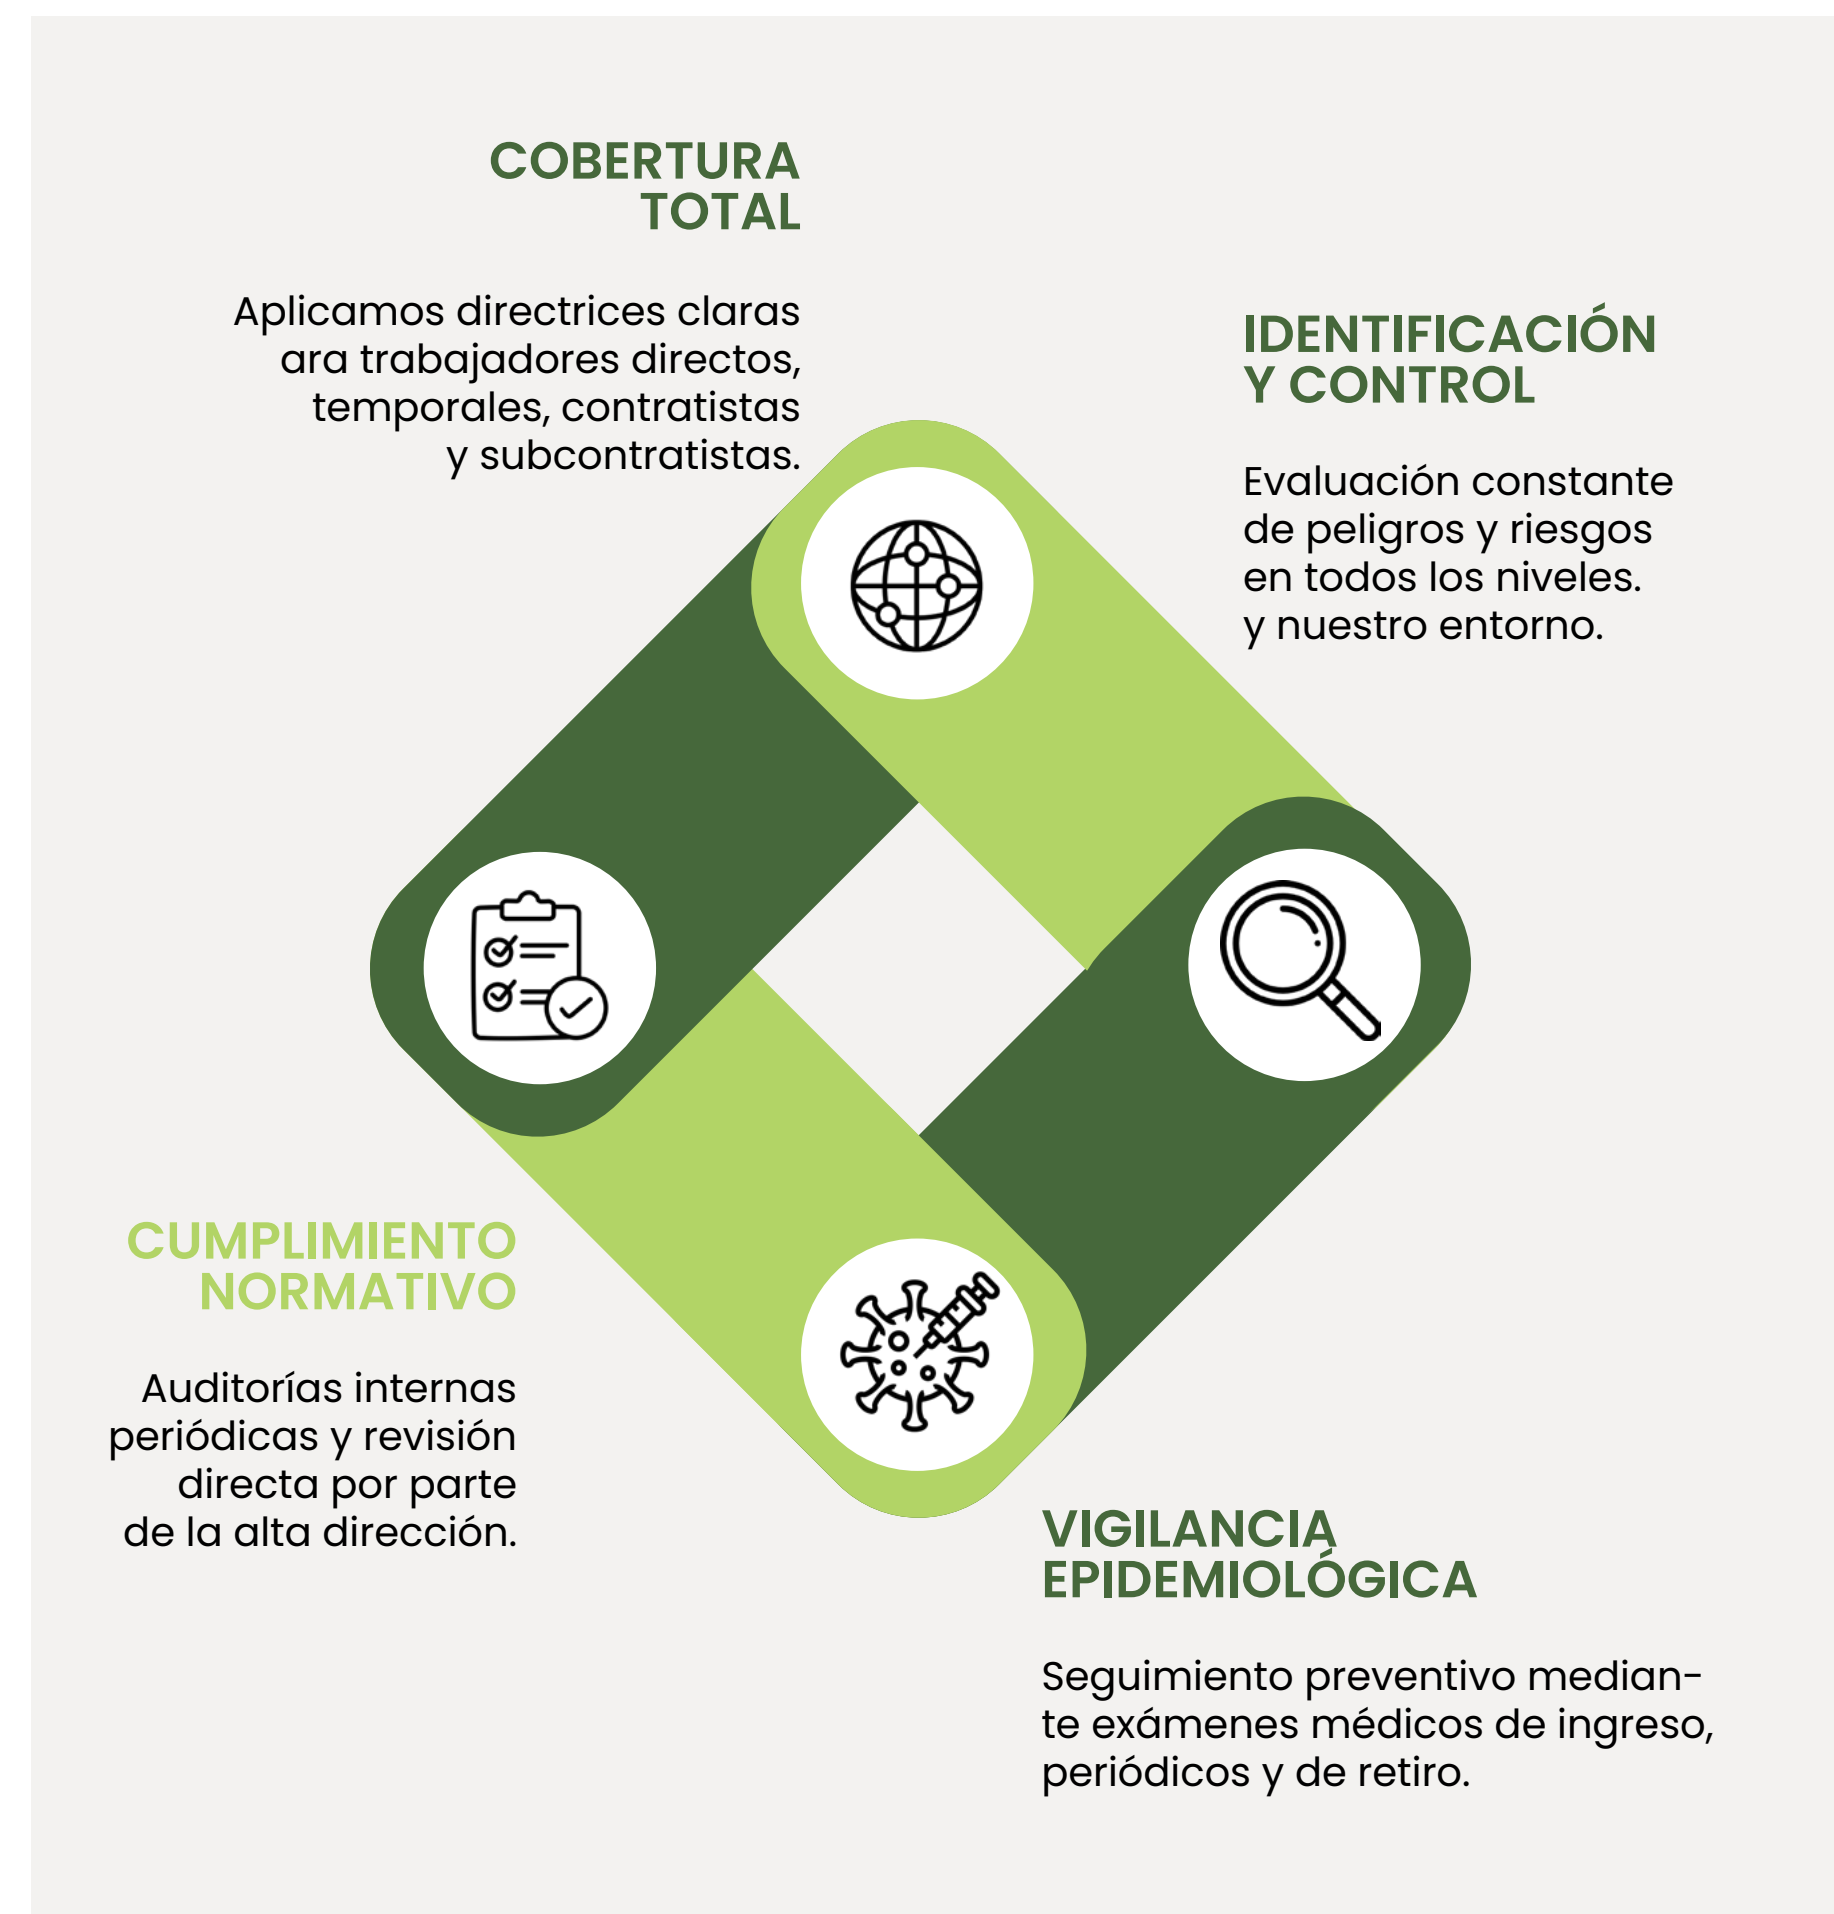 COBERTURA
TOTAL
Aplicamos directrices claras
ara trabajadores directos,
temporales, contratistas
y subcontratistas.
IDENTIFICACIÓN
Y CONTROL
Evaluación constante
de peligros y riesgos
en todos los niveles.
y nuestro entorno.
CUMPLIMIENTO
NORMATIVO
Auditorías internas
periódicas y revisión
directa por parte
de la alta dirección.
VIGILANCIA
EPIDEMIOLÓGICA
Seguimiento preventivo median-
te exámenes médicos de ingreso,
periódicos y de retiro.